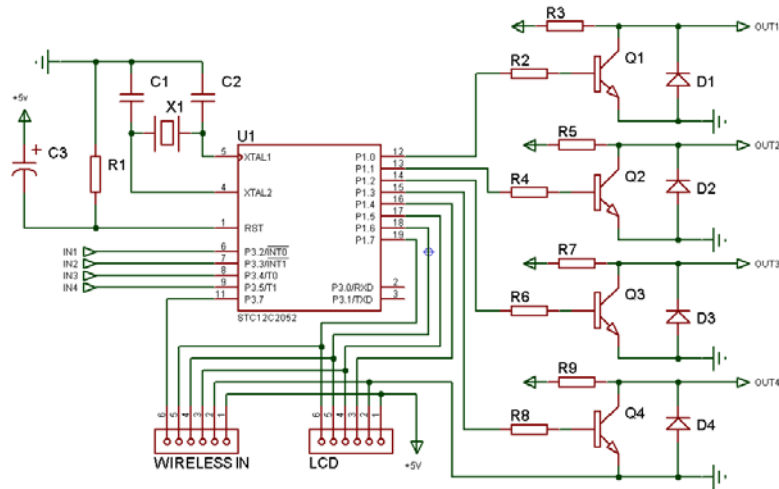 R3
OUT1
C1
C2
R2
Q1
D1
+5v
X1
U1
C3
R1
5
XTAL1
P1.0
12
P1.1
13
R5
OUT2
P1.2
14
4
XTAL2
P1.3
15
R4
Q2
D2
P1.4
16
P1.5
17
1
RST
P1.6
18
P1.7
19
IN1
6
P3.2/INT0
IN2
7
P3.3/INT1
R7
OUT3
IN3
8
P3.4/T0
IN4
9
P3.5/T1
P3.0/RXD
2
11
P3.7
P3.1/TXD
3
R6
Q3
D3
STC12C2052
R9
OUT4
6
5
4
3
2
1
6
5
4
3
2
1
R8
Q4
D4
WIRELESS IN
LCD
+5V